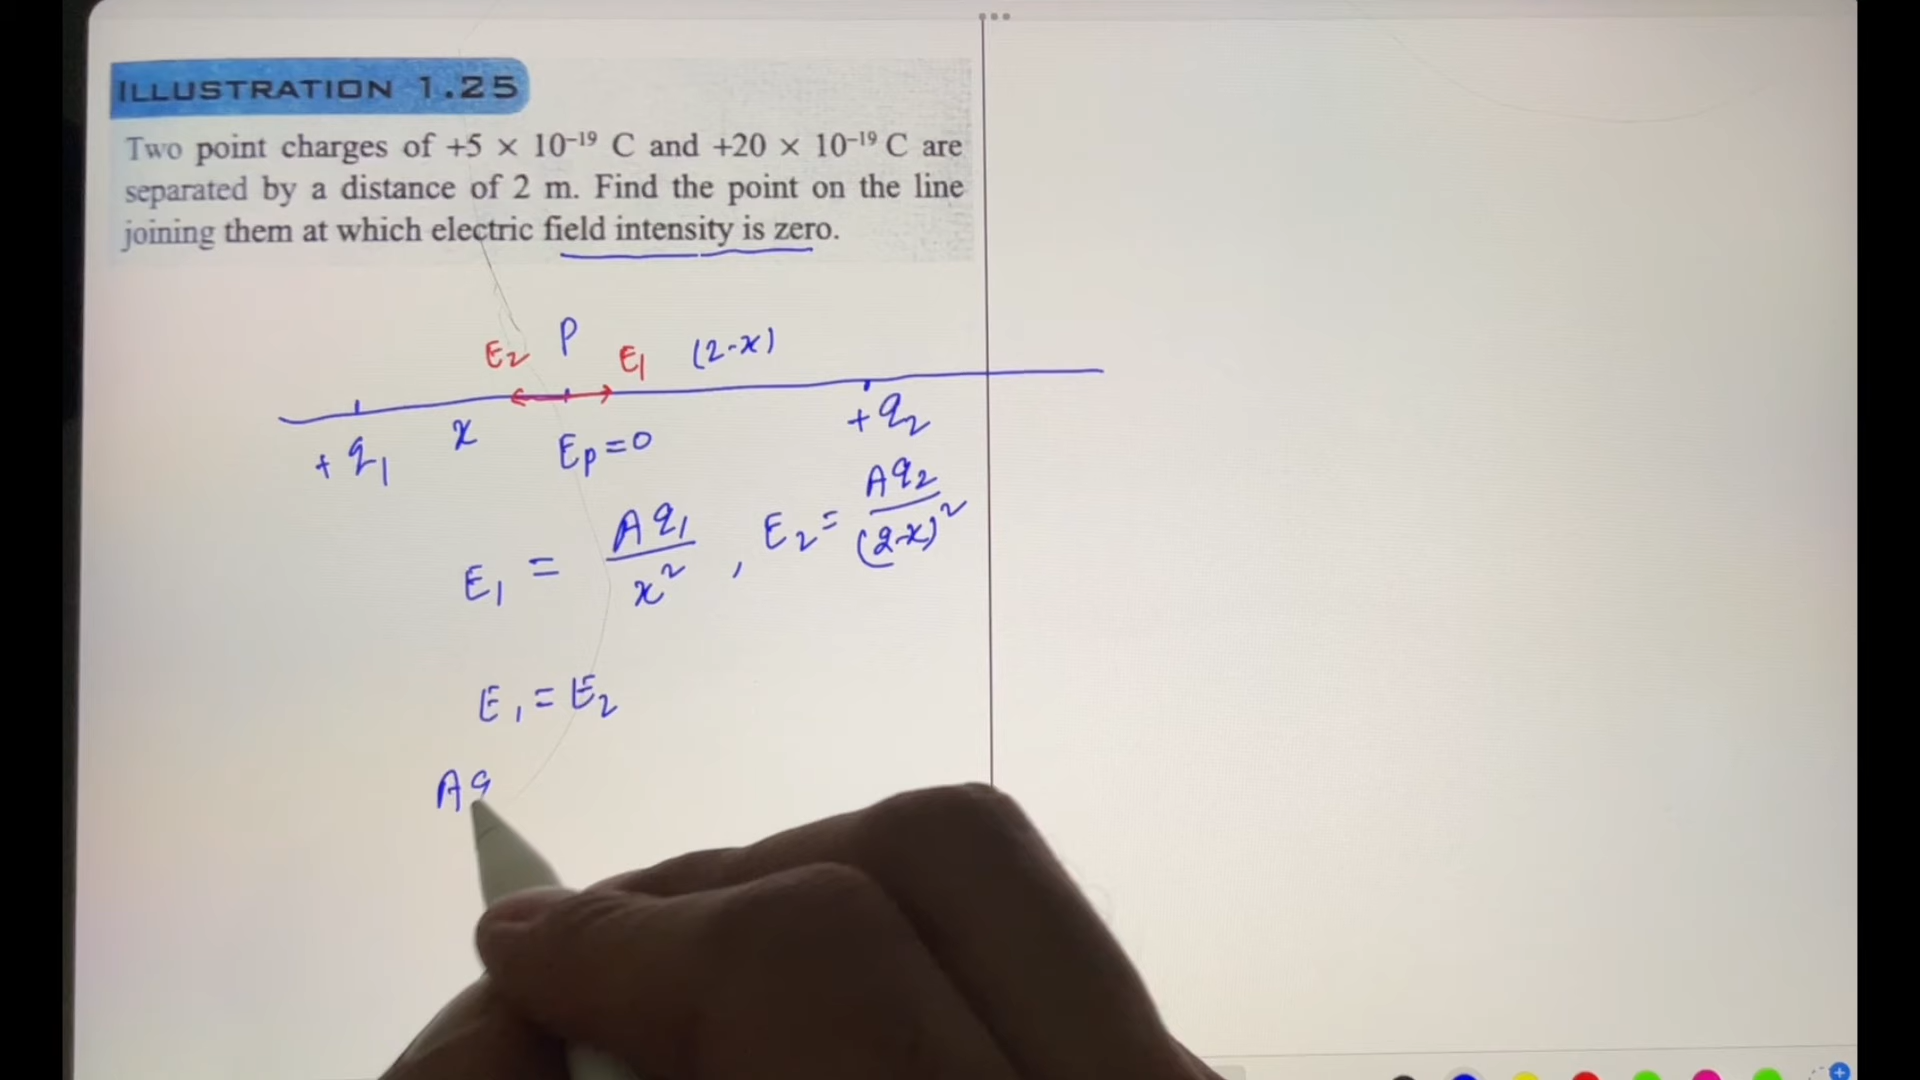 ILLUSTRATION 1.25
Two point charges of +5 × 10⁻¹⁹ C and +20 × 10⁻¹⁹ C are
separated by a distance of 2 m. Find the point on the line
joining them at which electric field intensity is zero.
E₂ P E₁ (2-x)
+q₁ x E_P=0 +q₂
E₁ = Aq₁/x², E₂ = Aq₂/(2-x)²
E₁ = E₂
Aq